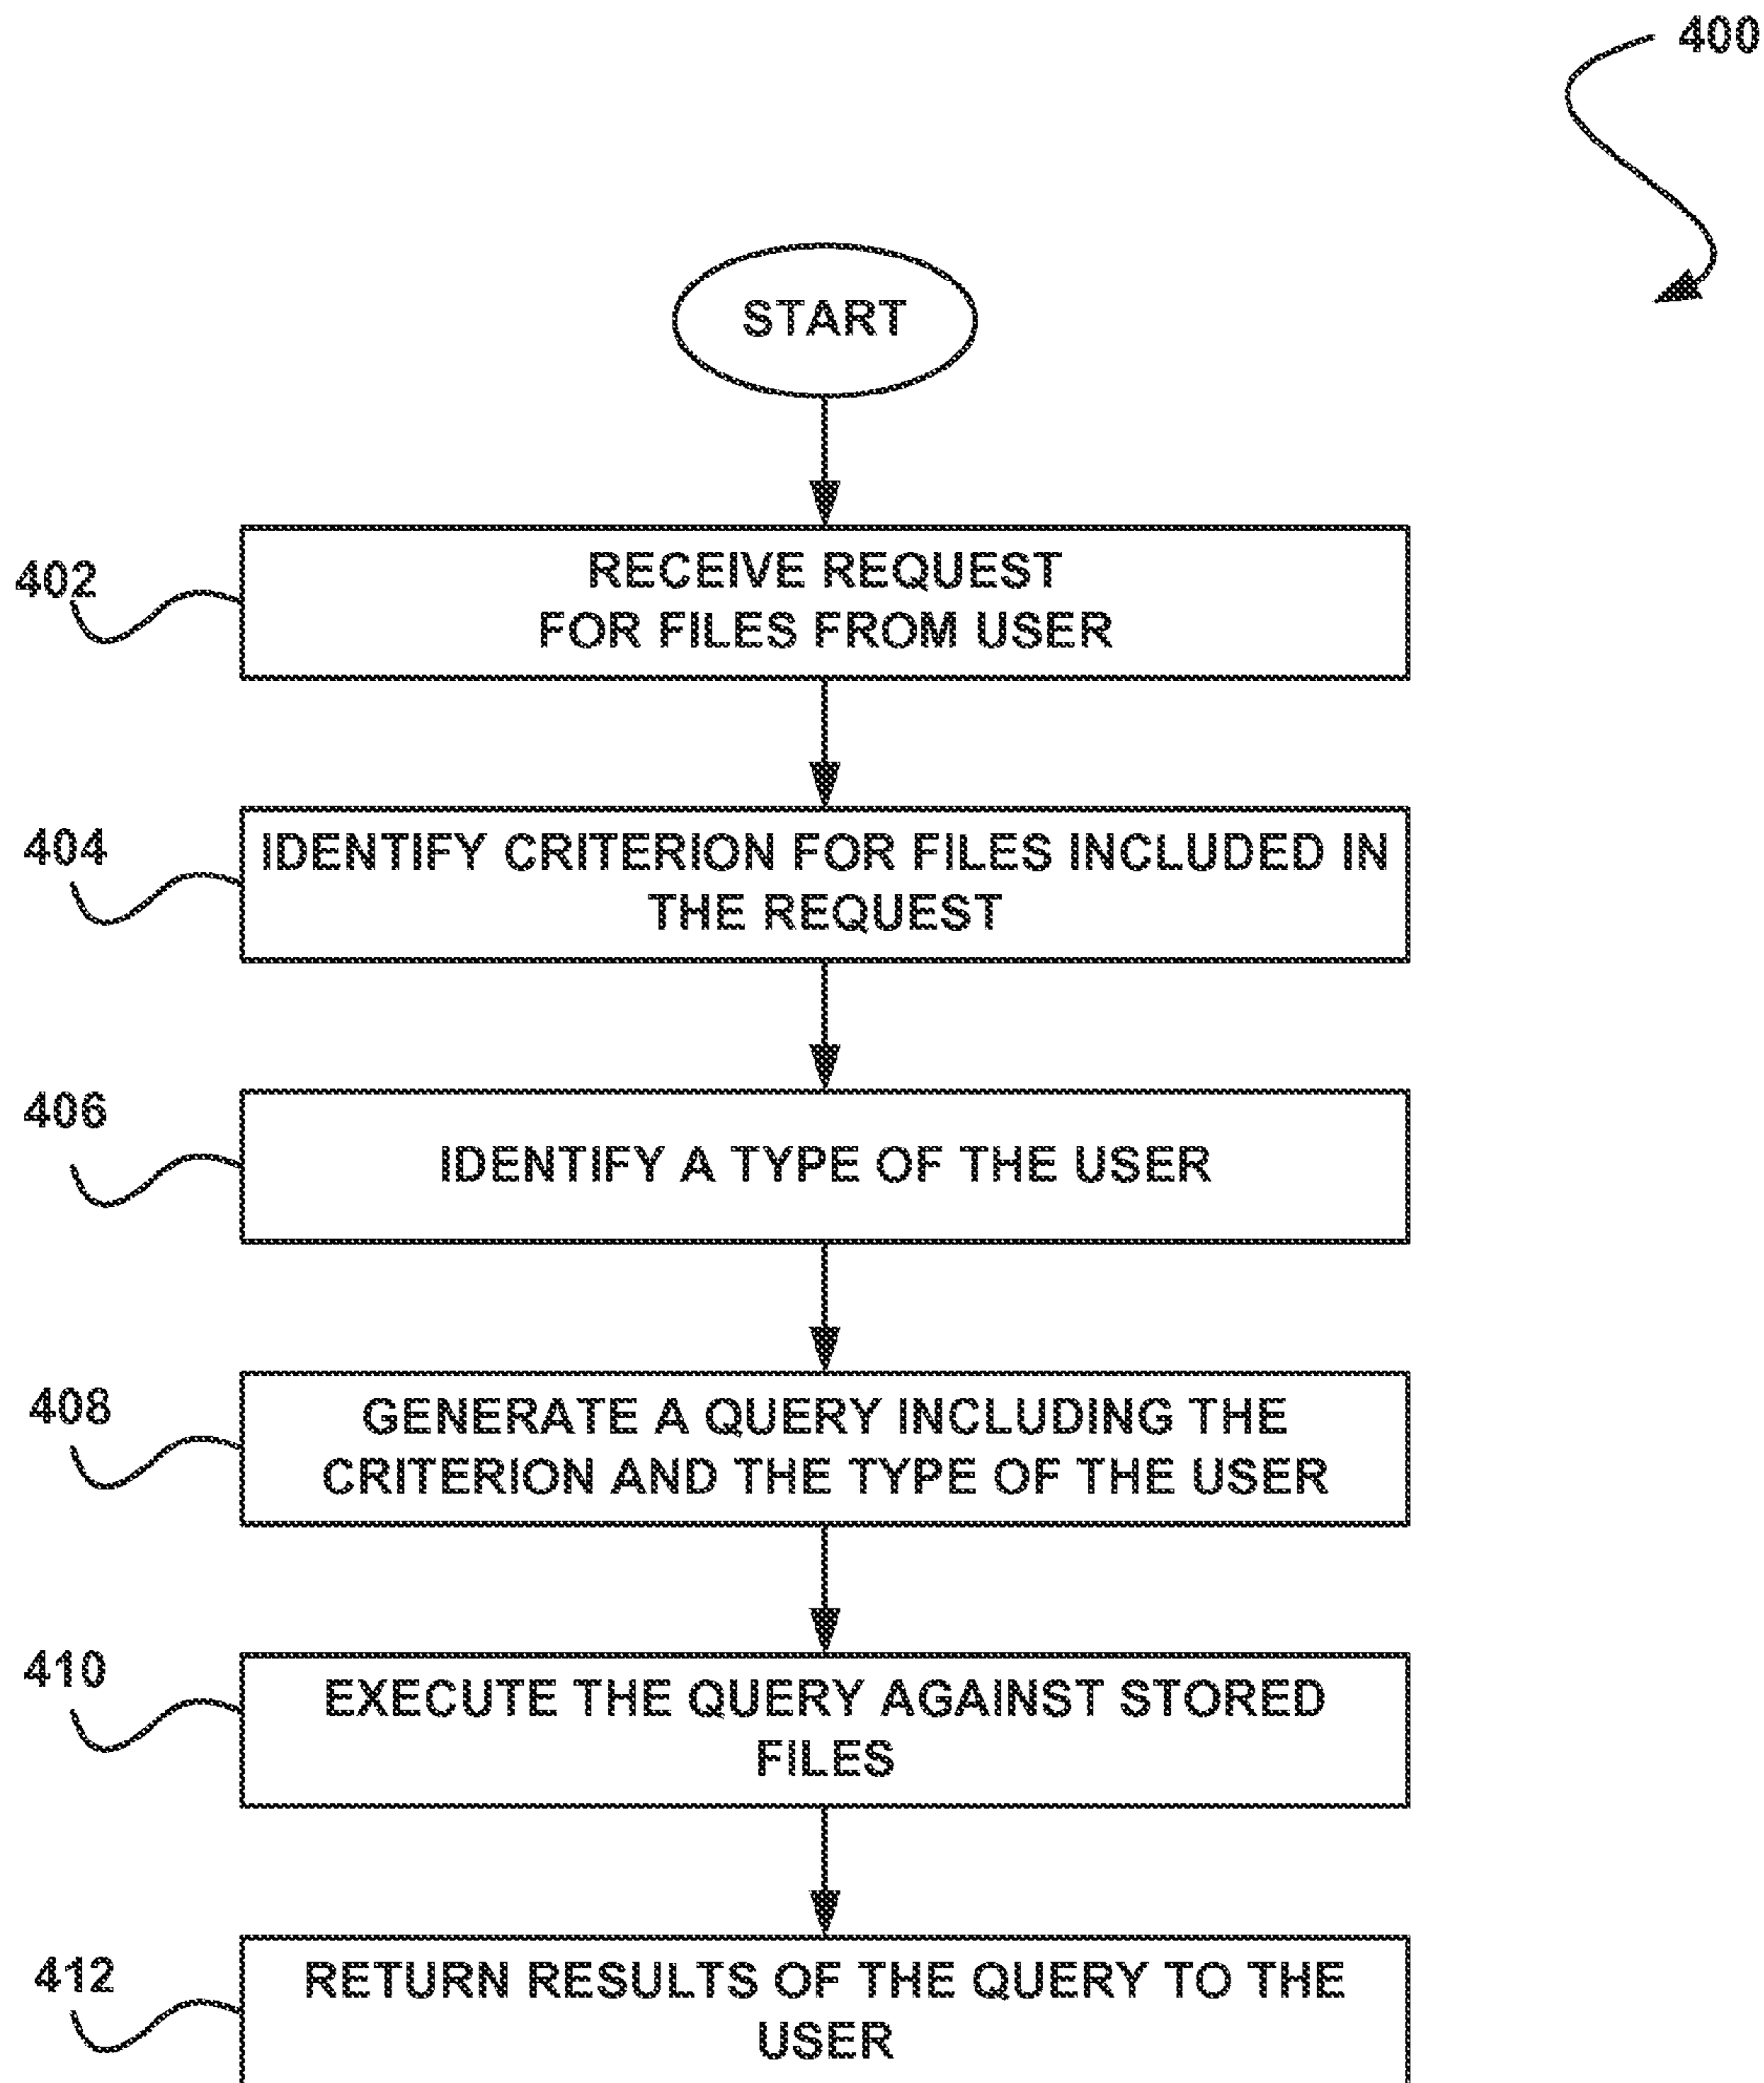 400
START
402
RECEIVE REQUEST
FOR FILES FROM USER
404
IDENTIFY CRITERION FOR FILES INCLUDED IN
THE REQUEST
406
IDENTIFY A TYPE OF THE USER
408
GENERATE A QUERY INCLUDING THE
CRITERION AND THE TYPE OF THE USER
410
EXECUTE THE QUERY AGAINST STORED
FILES
412
RETURN RESULTS OF THE QUERY TO THE
USER